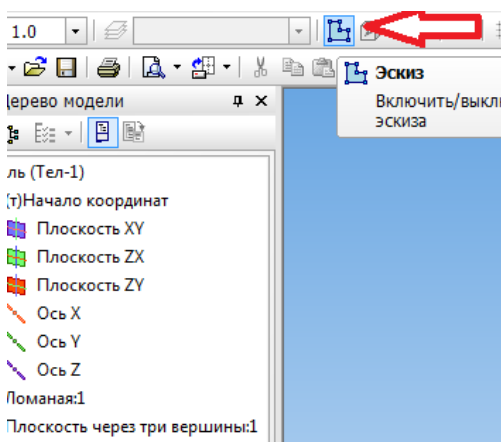 1.0
Эскиз
Включить/выкл
эскиза
Дерево модели
ль (Тел-1)
(т)Начало координат
Плоскость XY
Плоскость ZX
Плоскость ZY
Ось X
Ось Y
Ось Z
Ломаная:1
Плоскость через три вершины:1